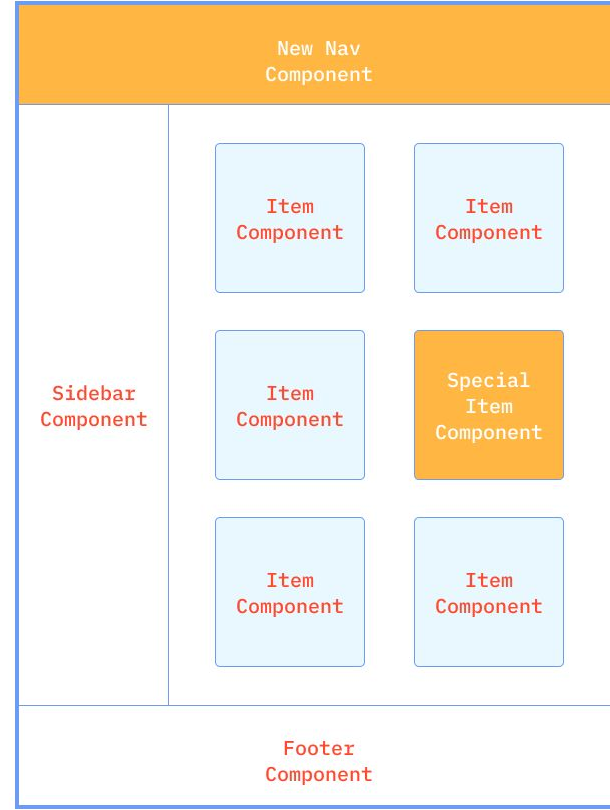 New Nav
Component
Item
Component
Item
Component
Sidebar
Component
Item
Component
Special
Item
Component
Item
Component
Item
Component
Footer
Component